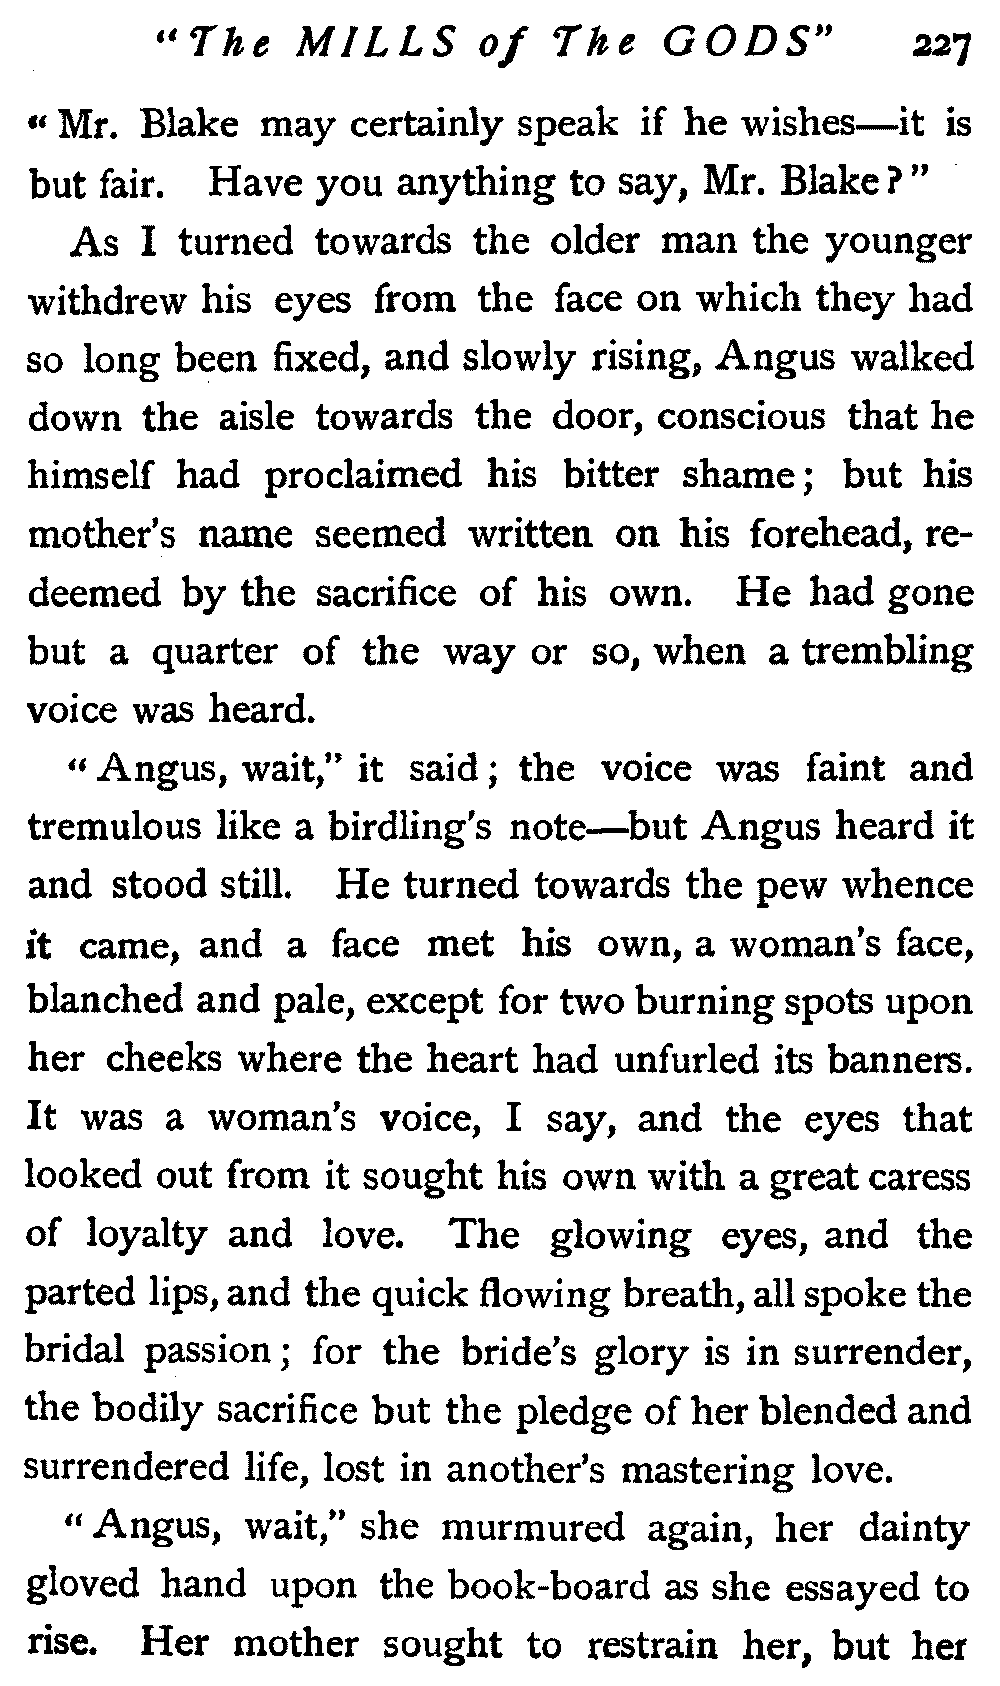 "The MILLS of The GODS" 227
"Mr. Blake may certainly speak if he wishes—it is
but fair. Have you anything to say, Mr. Blake?"
As I turned towards the older man the younger
withdrew his eyes from the face on which they had
so long been fixed, and slowly rising, Angus walked
down the aisle towards the door, conscious that he
himself had proclaimed his bitter shame; but his
mother's name seemed written on his forehead, re-
deemed by the sacrifice of his own. He had gone
but a quarter of the way or so, when a trembling
voice was heard.
"Angus, wait," it said; the voice was faint and
tremulous like a birdling's note—but Angus heard it
and stood still. He turned towards the pew whence
it came, and a face met his own, a woman's face,
blanched and pale, except for two burning spots upon
her cheeks where the heart had unfurled its banners.
It was a woman's voice, I say, and the eyes that
looked out from it sought his own with a great caress
of loyalty and love. The glowing eyes, and the
parted lips, and the quick flowing breath, all spoke the
bridal passion; for the bride's glory is in surrender,
the bodily sacrifice but the pledge of her blended and
surrendered life, lost in another's mastering love.
"Angus, wait," she murmured again, her dainty
gloved hand upon the book-board as she essayed to
rise. Her mother sought to restrain her, but her